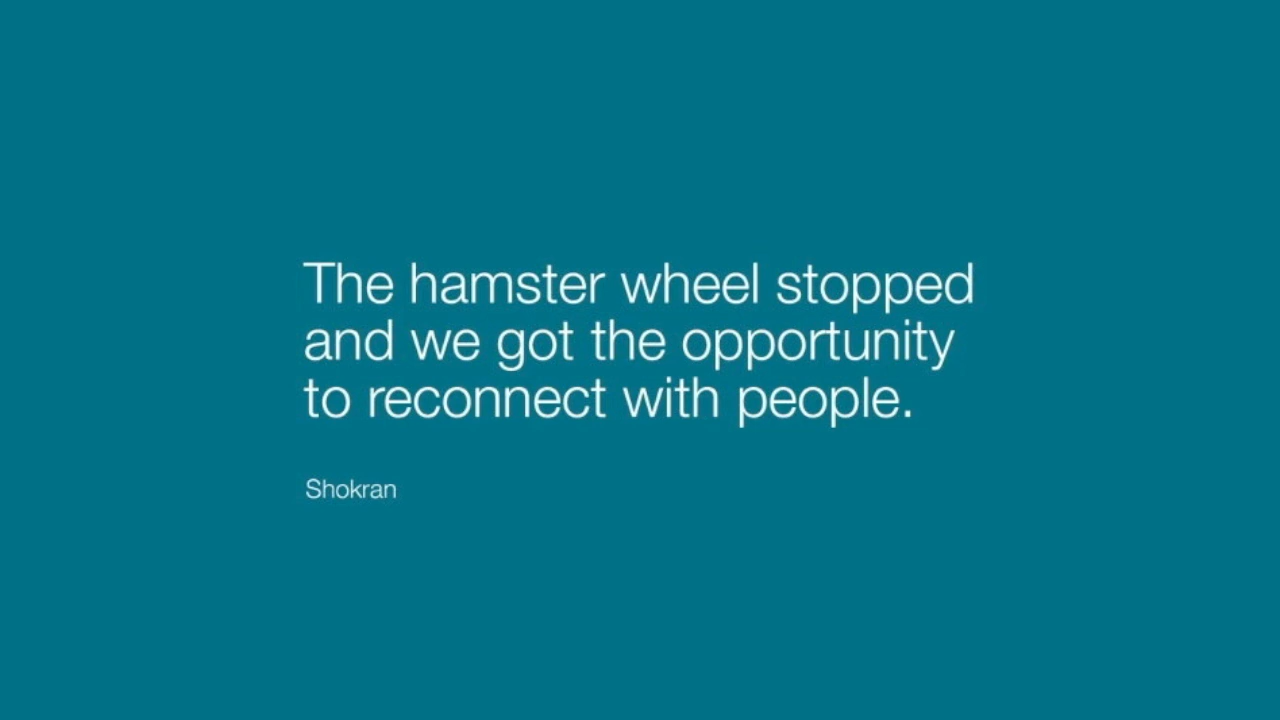 The hamster wheel stopped
and we got the opportunity
to reconnect with people.
Shokran